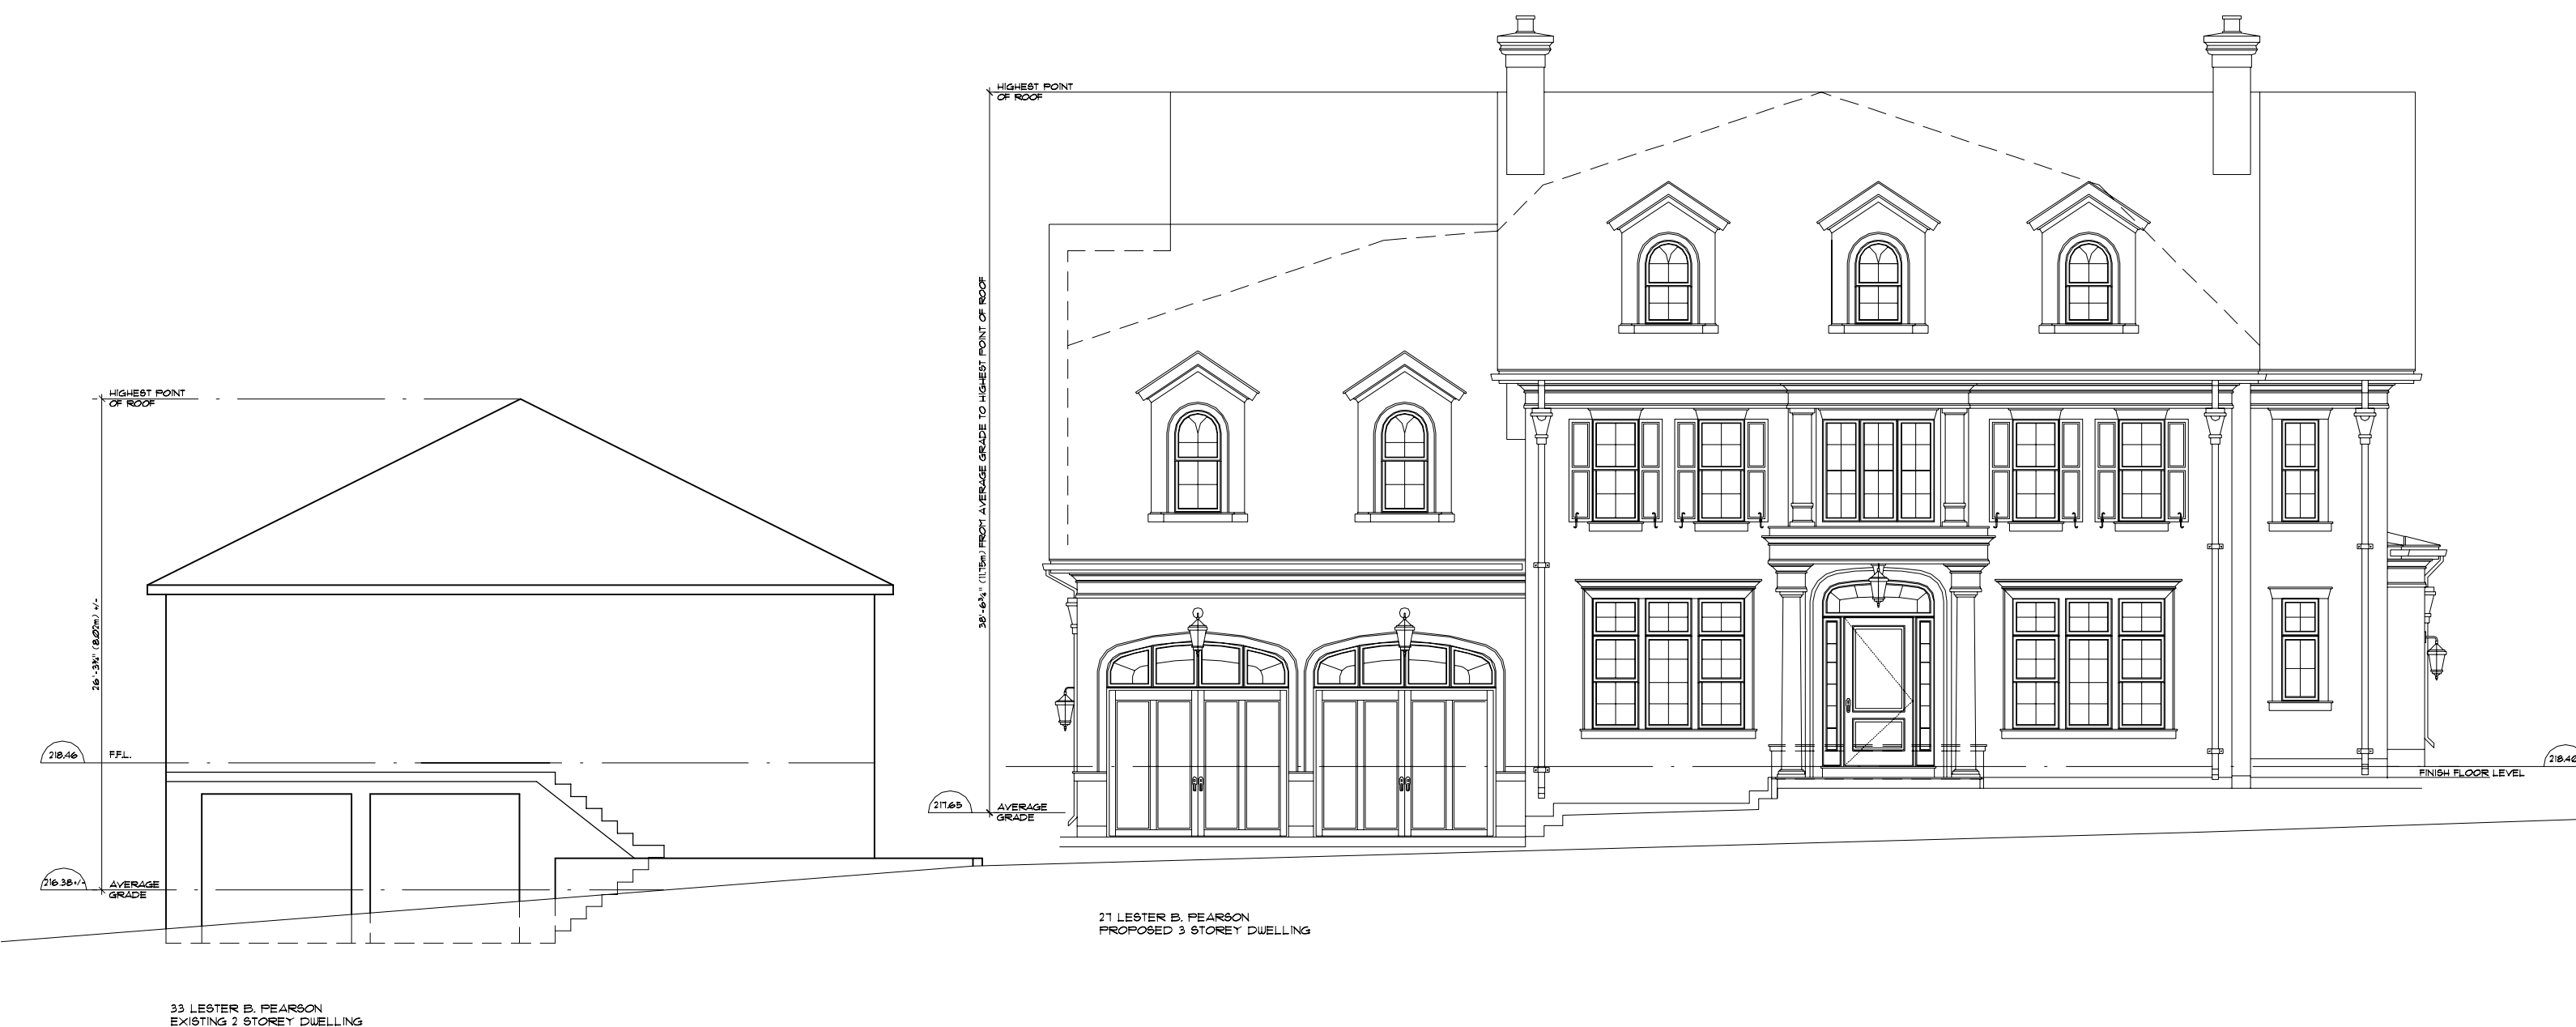 HIGHEST POINT
OF ROOF
26'-3¾" (8.02m) +/-
218.46
F.F.L.
216.38+/-
AVERAGE
GRADE
33 LESTER B. PEARSON
EXISTING 2 STOREY DWELLING
HIGHEST POINT
OF ROOF
38'-6¾" (11.75m) FROM AVERAGE GRADE TO HIGHEST POINT OF ROOF
217.65
AVERAGE
GRADE
27 LESTER B. PEARSON
PROPOSED 3 STOREY DWELLING
218.46
FINISH FLOOR LEVEL